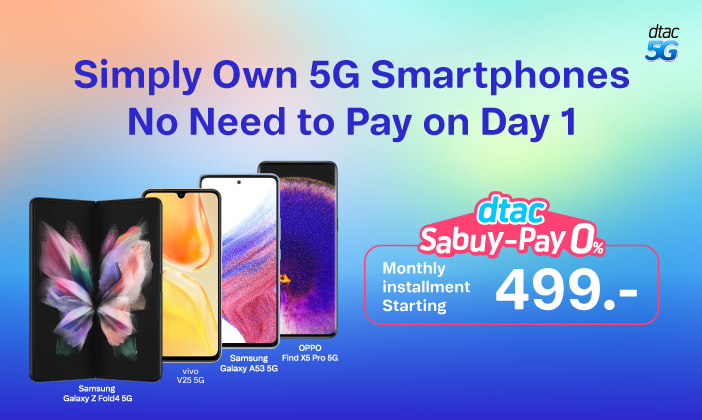 dtac
5G
Simply Own 5G Smartphones
No Need to Pay on Day 1
dtac
Sabuy-Pay 0%
Monthly
installment
Starting
499.-
OPPO
Find X5 Pro 5G
Samsung
Galaxy A53 5G
vivo
V25 5G
Samsung
Galaxy Z Fold4 5G